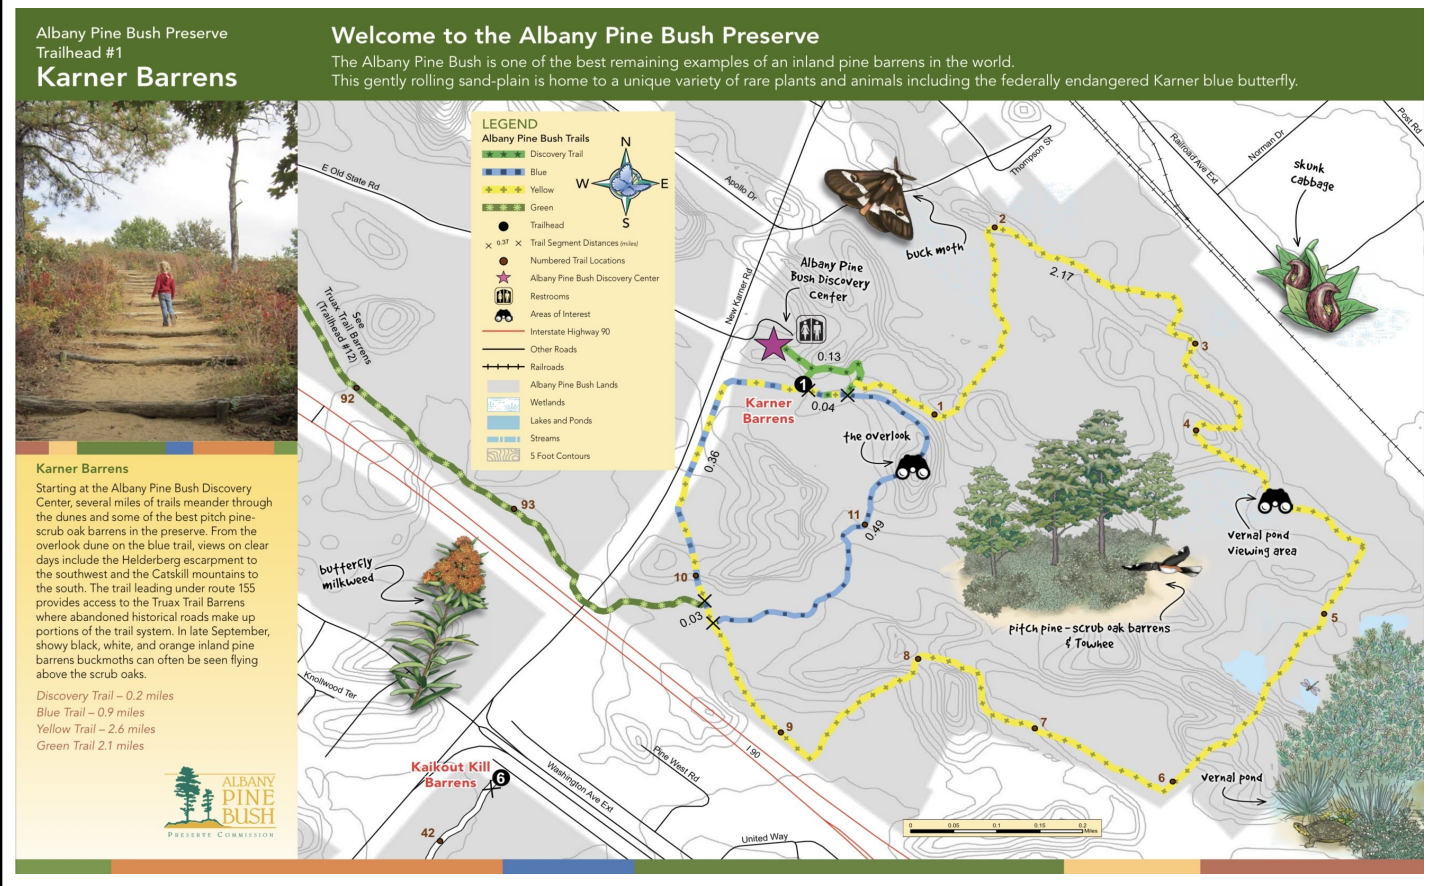 Albany Pine Bush Preserve
Trailhead #1
Karner Barrens
Welcome to the Albany Pine Bush Preserve
The Albany Pine Bush is one of the best remaining examples of an inland pine barrens in the world.
This gently rolling sand-plain is home to a unique variety of rare plants and animals including the federally endangered Karner blue butterfly.
LEGEND
Albany Pine Bush Trails
Discovery Trail
Blue
Yellow
Green
Trailhead
0.37
Trail Segment Distances (miles)
Numbered Trail Locations
Albany Pine Bush Discovery Center
Restrooms
Areas of Interest
Interstate Highway 90
Other Roads
Railroads
Albany Pine Bush Lands
Wetlands
Lakes and Ponds
Streams
5 Foot Contours
N
W
E
S
E Old State Rd
Apollo Dr
New Karner Rd
Thompson St
Railroad Ave Ext
Norman Dr
Post Rd
skunk
cabbage
buck moth
Albany Pine
Bush Discovery
Center
See
Truax Trail Barrens
(Trailhead #12)
92
93
2
2.17
3
4
1
0.13
1
0.04
Karner
Barrens
0.36
the overlook
11
0.49
10
0.03
vernal pond
viewing area
pitch pine-scrub oak barrens
& Towhee
5
8
7
9
6
vernal pond
butterfly
milkweed
Knollwood Ter
Kaikout Kill
Barrens
6
42
Washington Ave Ext
Pine West Rd
I 90
United Way
0
0.05
0.1
0.15
0.2
Miles
Karner Barrens
Starting at the Albany Pine Bush Discovery
Center, several miles of trails meander through
the dunes and some of the best pitch pine-
scrub oak barrens in the preserve. From the
overlook dune on the blue trail, views on clear
days include the Helderberg escarpment to
the southwest and the Catskill mountains to
the south. The trail leading under route 155
provides access to the Truax Trail Barrens
where abandoned historical roads make up
portions of the trail system. In late September,
showy black, white, and orange inland pine
barrens buckmoths can often be seen flying
above the scrub oaks.
Discovery Trail – 0.2 miles
Blue Trail – 0.9 miles
Yellow Trail – 2.6 miles
Green Trail 2.1 miles
ALBANY
PINE
BUSH
PRESERVE COMMISSION